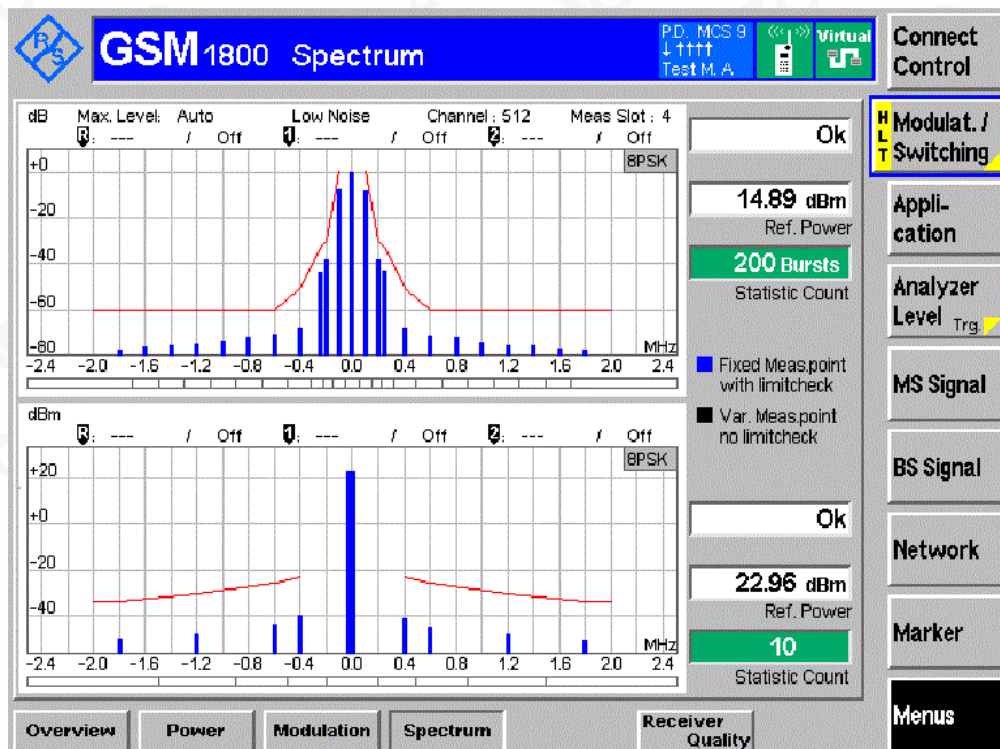 R/S
GSM 1800 Spectrum
P.D. MCS 9
Test M. A.
Virtual
Connect Control
dB Max. Level: Auto Low Noise Channel : 512 Meas Slot : 4
R: --- / Off 1: --- / Off 2: --- / Off
8PSK
+0
-20
-40
-60
-80
MHz
-2.4 -2.0 -1.6 -1.2 -0.8 -0.4 0.0 0.4 0.8 1.2 1.6 2.0 2.4
Ok
14.89 dBm
Ref. Power
200 Bursts
Statistic Count
Fixed Meas.point
with limitcheck
Var. Meas.point
no limitcheck
dBm
R: --- / Off 1: --- / Off 2: --- / Off
8PSK
+20
+0
-20
-40
MHz
-2.4 -2.0 -1.6 -1.2 -0.8 -0.4 0.0 0.4 0.8 1.2 1.6 2.0 2.4
Ok
22.96 dBm
Ref. Power
10
Statistic Count
HLT
Modulat. /
Switching
Appli-
cation
Analyzer
Level Trg.
MS Signal
BS Signal
Network
Marker
Menus
Overview
Power
Modulation
Spectrum
Receiver
Quality